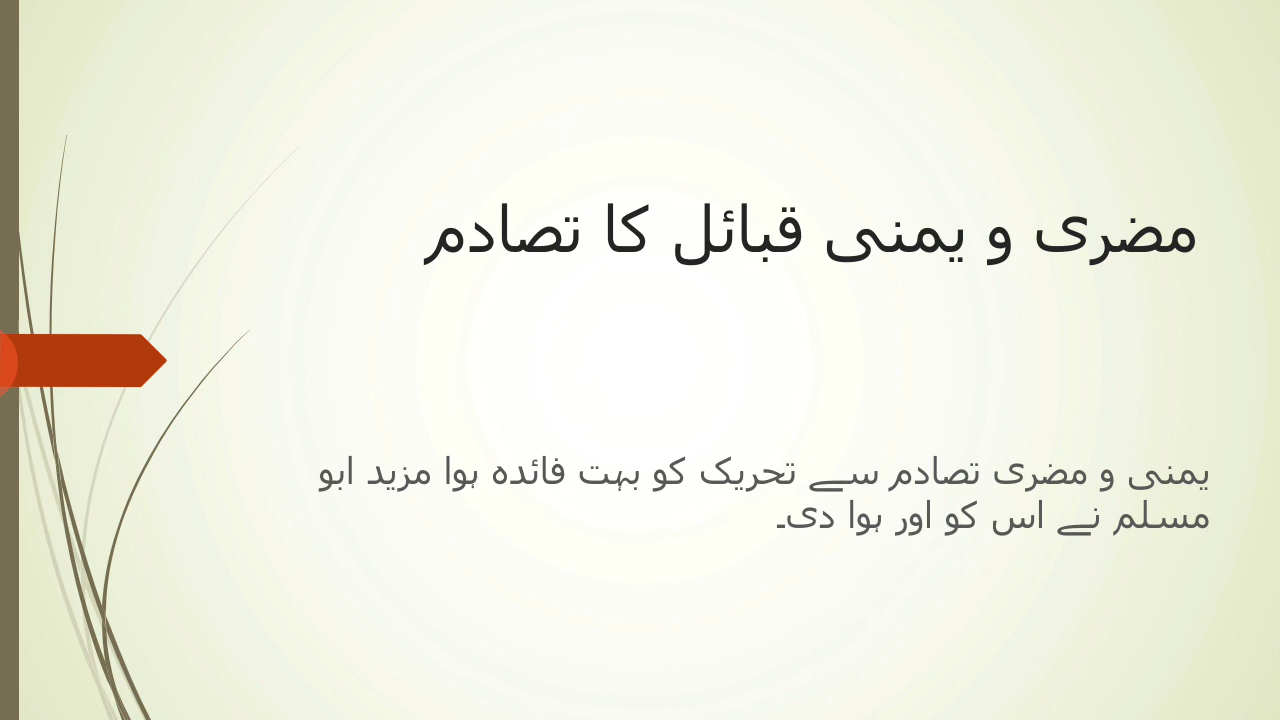 مضری و یمنی قبائل کا تصادم
یمنی و مضری تصادم سے تحریک کو بہت فائدہ ہوا مزید ابو
مسلم نے اس کو اور ہوا دی۔